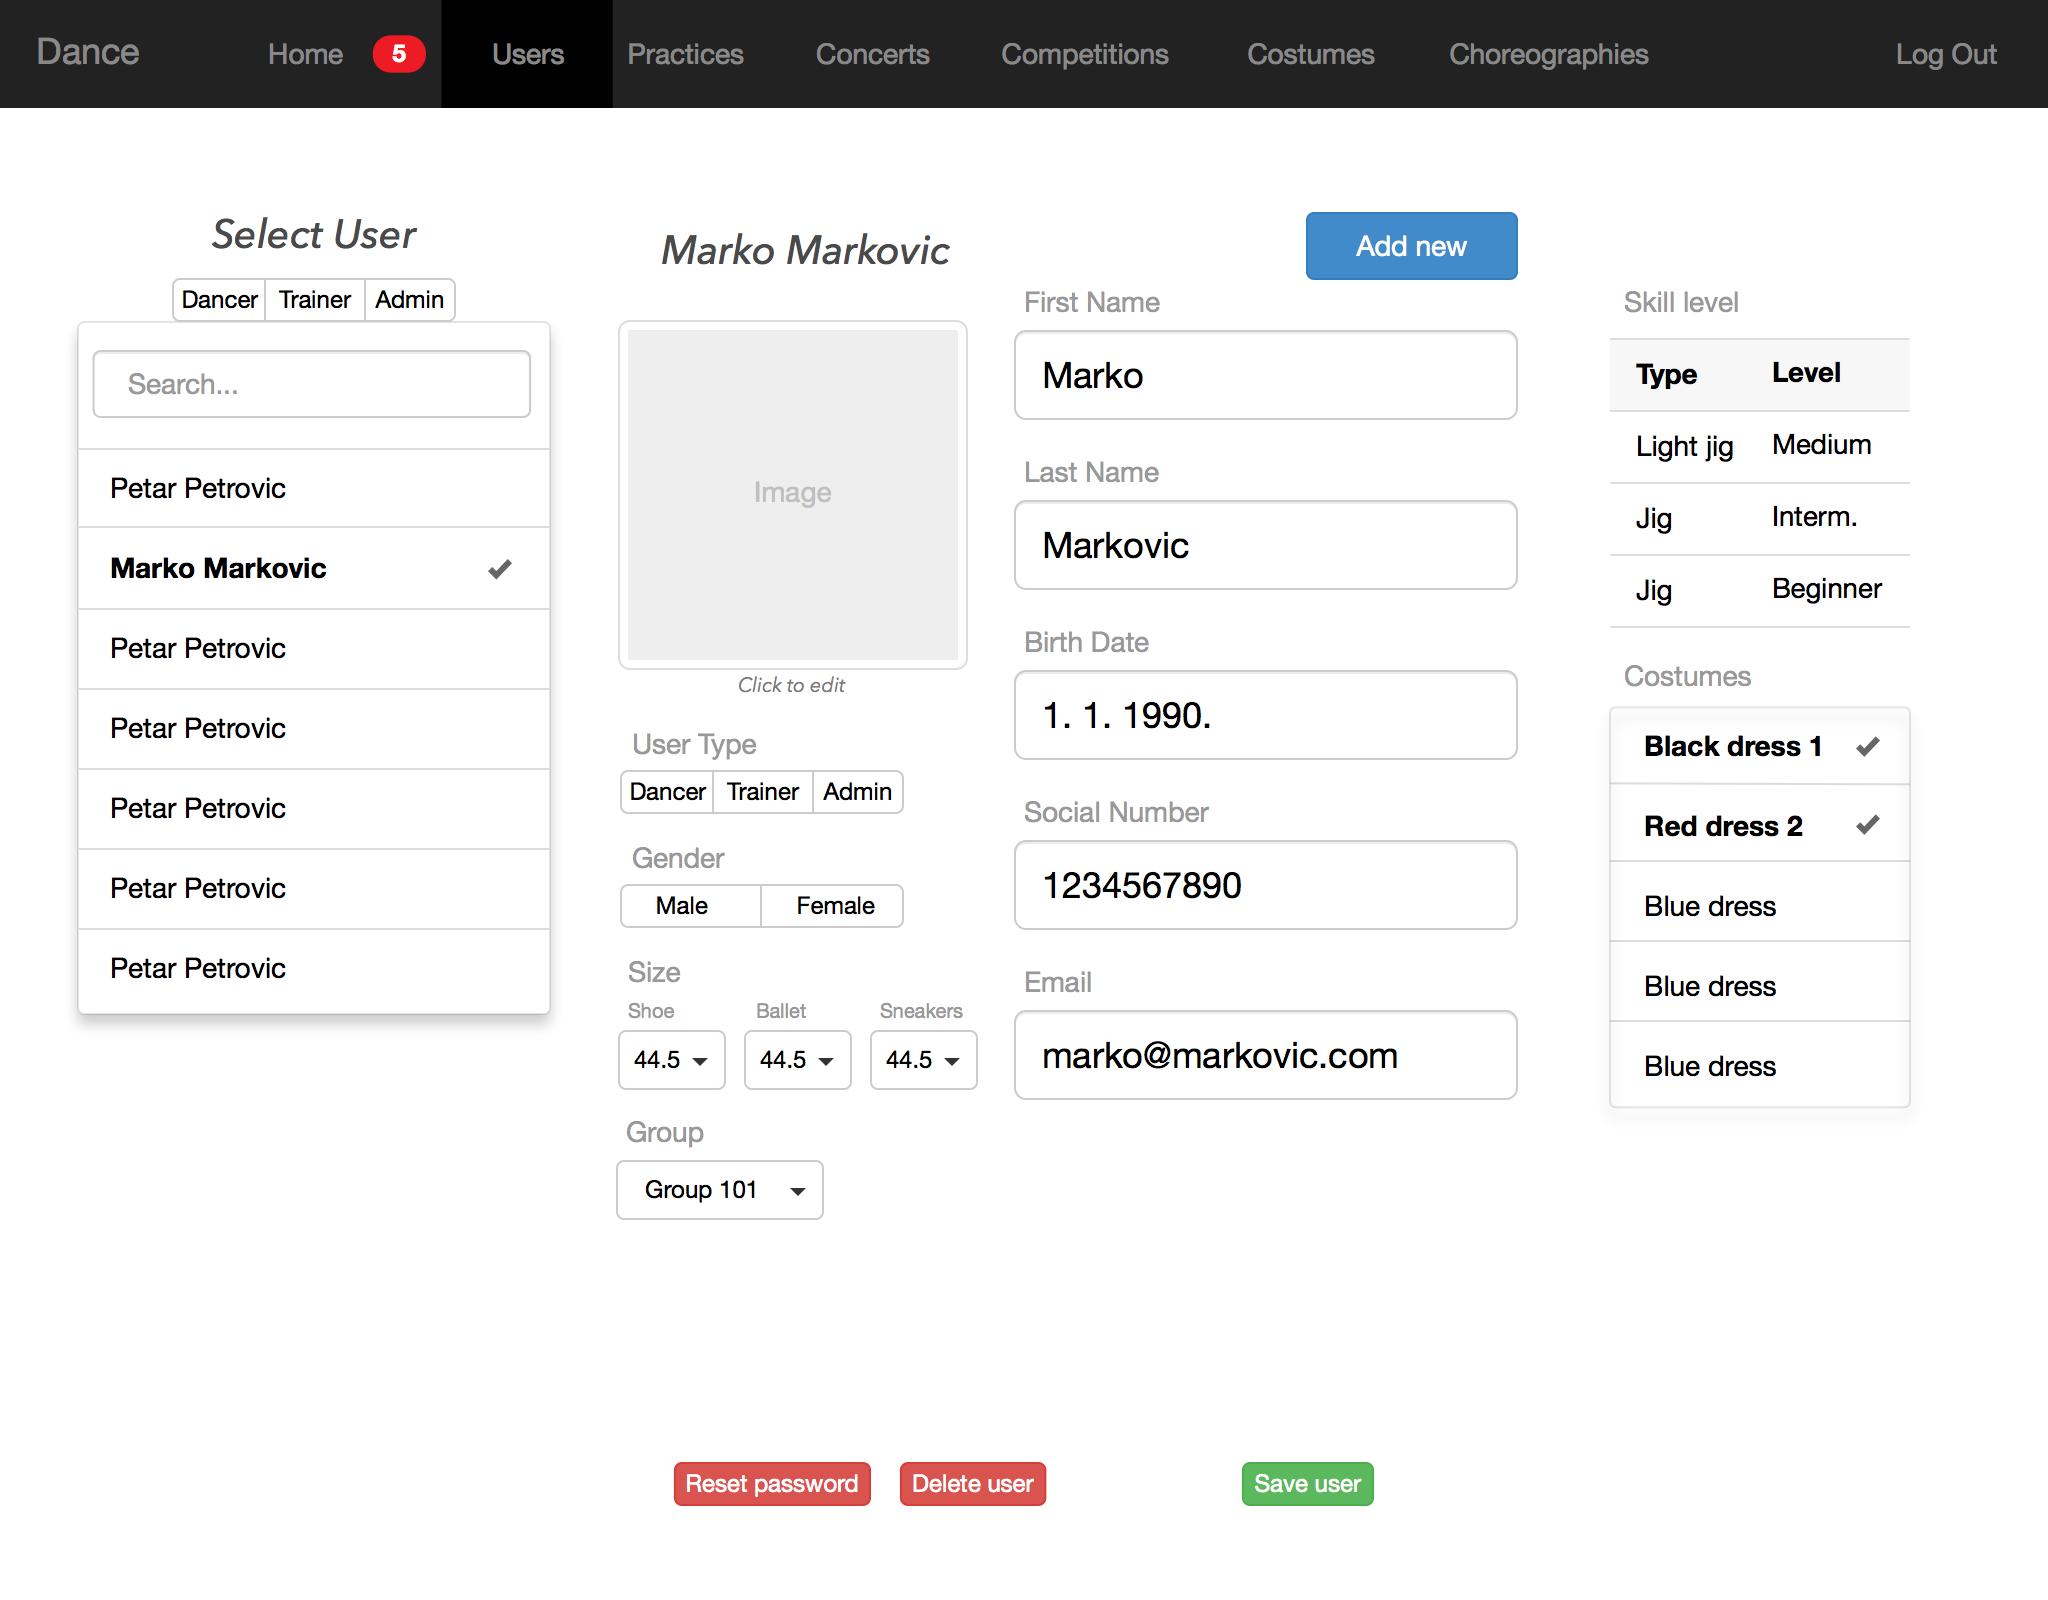 Dance Home 5 Users Practices Concerts Competitions Costumes Choreographies Log Out
Select User
Dancer Trainer Admin
Search...
Petar Petrovic
Marko Markovic
Petar Petrovic
Petar Petrovic
Petar Petrovic
Petar Petrovic
Petar Petrovic
Marko Markovic
Image
Click to edit
User Type
Dancer Trainer Admin
Gender
Male Female
Size
Shoe Ballet Sneakers
44.5 44.5 44.5
Group
Group 101
Add new
First Name
Marko
Last Name
Markovic
Birth Date
1. 1. 1990.
Social Number
1234567890
Email
marko@markovic.com
Skill level
Type Level
Light jig Medium
Jig Interm.
Jig Beginner
Costumes
Black dress 1
Red dress 2
Blue dress
Blue dress
Blue dress
Reset password Delete user Save user